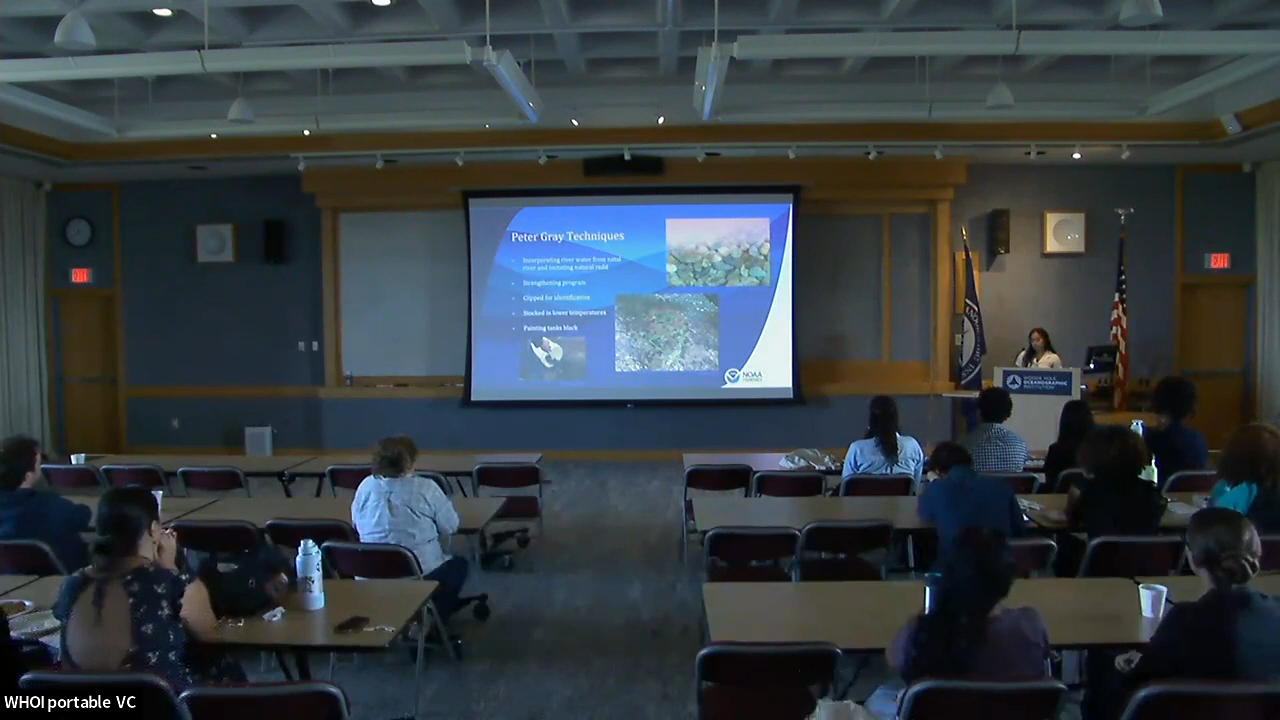 EXIT
EXIT
Peter Gray Techniques
Incorporating river water from natal
river and imitating natural redd
Strengthening program
Clipped for identification
Stocked in lower temperatures
Painting tanks black
NOAA
FISHERIES
WOODS HOLE
OCEANOGRAPHIC
INSTITUTION
WHOI portable VC